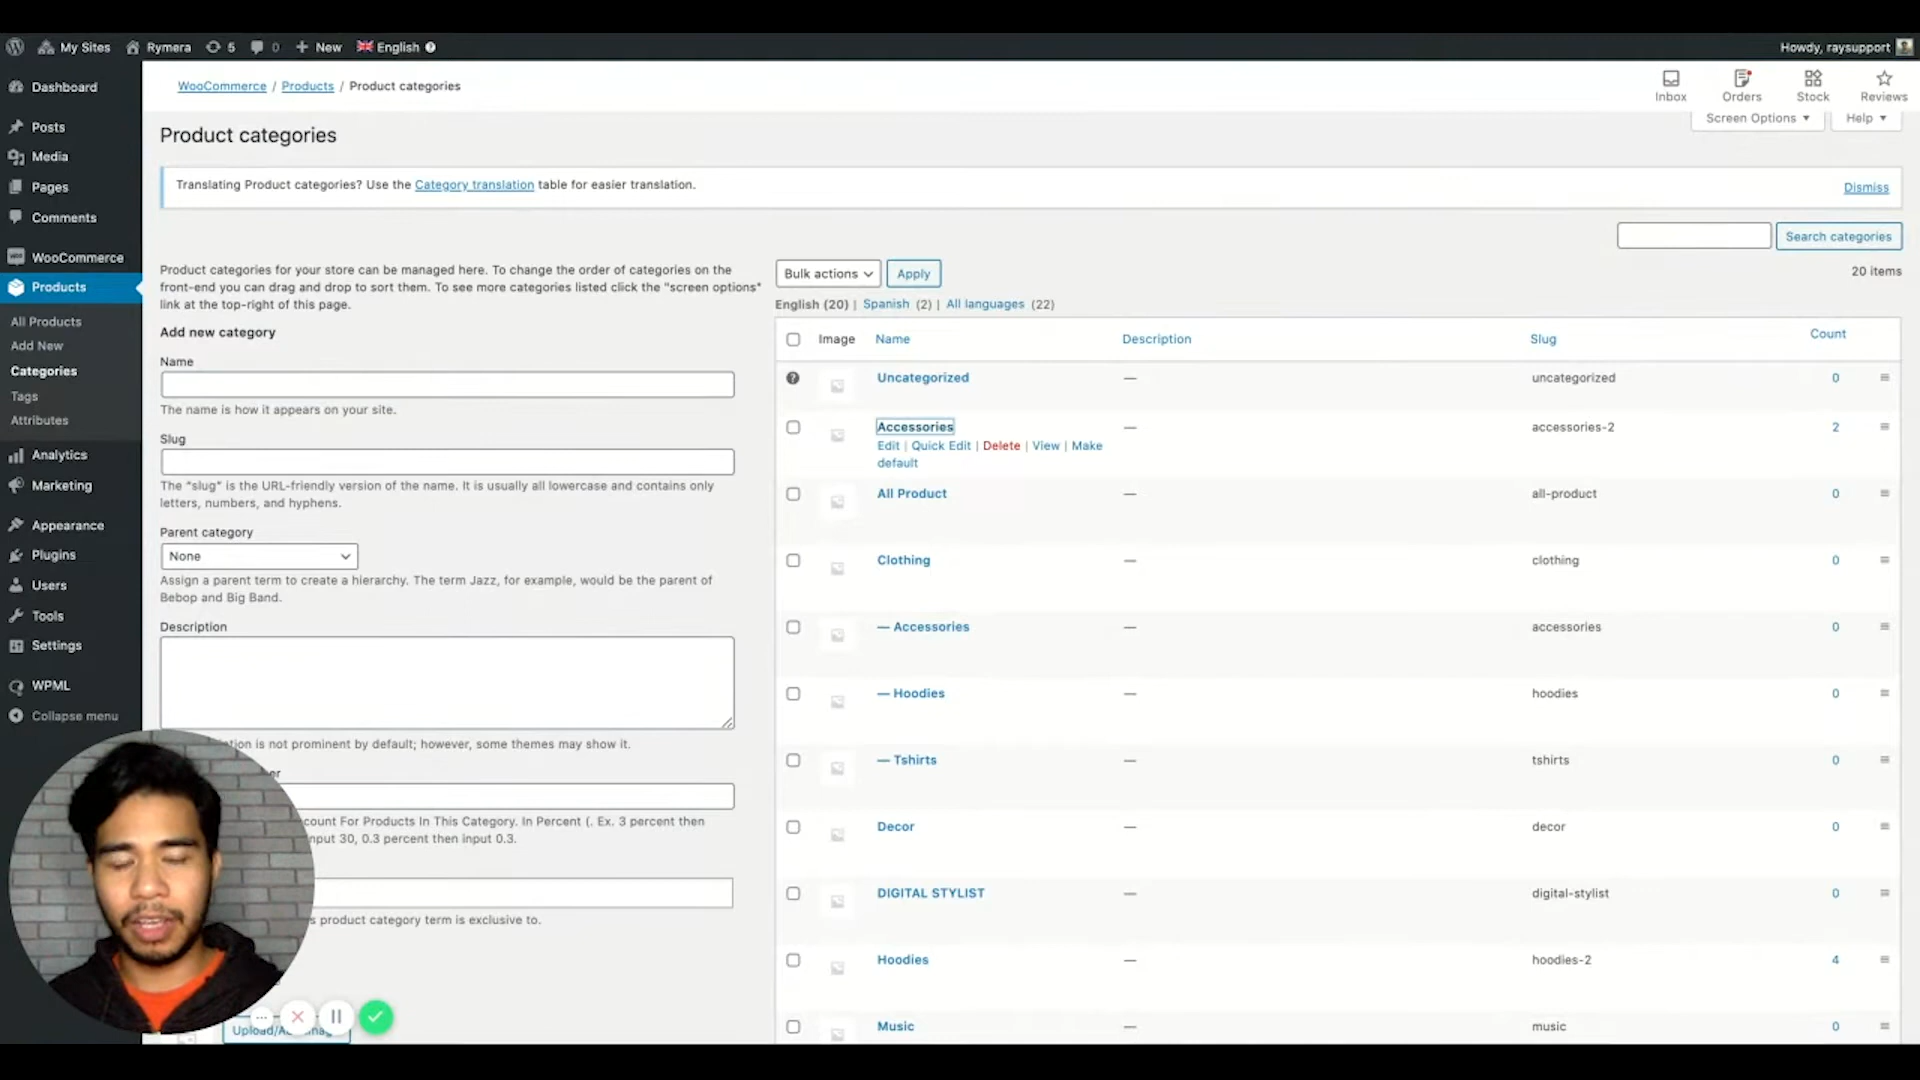 My Sites Rymera 5 0 New English Howdy, raysupport
Dashboard
Posts
Media
Pages
Comments
WooCommerce
Products
All Products
Add New
Categories
Tags
Attributes
Analytics
Marketing
Appearance
Plugins
Users
Tools
Settings
WPML
Collapse menu
WooCommerce / Products / Product categories
Inbox Orders Stock Reviews
Screen Options ▼ Help ▼
Product categories
Translating Product categories? Use the Category translation table for easier translation.
Dismiss
Search categories
Product categories for your store can be managed here. To change the order of categories on the
front-end you can drag and drop to sort them. To see more categories listed click the "screen options"
link at the top-right of this page.
Add new category
Name
The name is how it appears on your site.
Slug
The “slug” is the URL-friendly version of the name. It is usually all lowercase and contains only
letters, numbers, and hyphens.
Parent category
None
Assign a parent term to create a hierarchy. The term Jazz, for example, would be the parent of
Bebop and Big Band.
Description
is not prominent by default; however, some themes may show it.
For Products In This Category. In Percent (. Ex. 3 percent then
input 30, 0.3 percent then input 0.3.
product category term is exclusive to.
Bulk actions Apply 20 items
English (20) | Spanish (2) | All languages (22)
Image Name Description Slug Count
Uncategorized — uncategorized 0
Accessories — accessories-2 2
Edit | Quick Edit | Delete | View | Make
default
All Product — all-product 0
Clothing — clothing 0
— Accessories — accessories 0
— Hoodies — hoodies 0
— Tshirts — tshirts 0
Decor — decor 0
DIGITAL STYLIST — digital-stylist 0
Hoodies — hoodies-2 4
Music — music 0